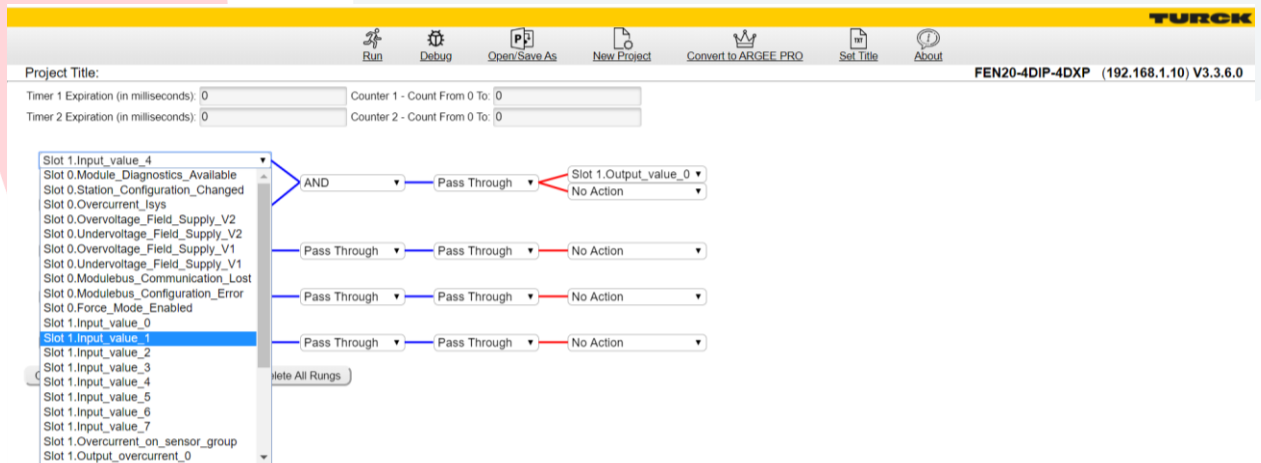 TURCK
Run Debug Open/Save As New Project Convert to ARGEE PRO Set Title About
Project Title: FEN20-4DIP-4DXP (192.168.1.10) V3.3.6.0
Timer 1 Expiration (in milliseconds): 0 Counter 1 - Count From 0 To: 0
Timer 2 Expiration (in milliseconds): 0 Counter 2 - Count From 0 To: 0
Slot 1.Input_value_4
AND Pass Through Slot 1.Output_value_0
No Action
Slot 0.Module_Diagnostics_Available
Slot 0.Station_Configuration_Changed
Slot 0.Overcurrent_Isys
Slot 0.Overvoltage_Field_Supply_V2
Slot 0.Undervoltage_Field_Supply_V2
Slot 0.Overvoltage_Field_Supply_V1
Slot 0.Undervoltage_Field_Supply_V1
Slot 0.Modulebus_Communication_Lost
Slot 0.Modulebus_Configuration_Error
Slot 0.Force_Mode_Enabled
Slot 1.Input_value_0
Slot 1.Input_value_1
Slot 1.Input_value_2
Slot 1.Input_value_3
Slot 1.Input_value_4
Slot 1.Input_value_5
Slot 1.Input_value_6
Slot 1.Input_value_7
Slot 1.Overcurrent_on_sensor_group
Slot 1.Output_overcurrent_0
Pass Through Pass Through No Action
Pass Through Pass Through No Action
Pass Through Pass Through No Action
All Rungs